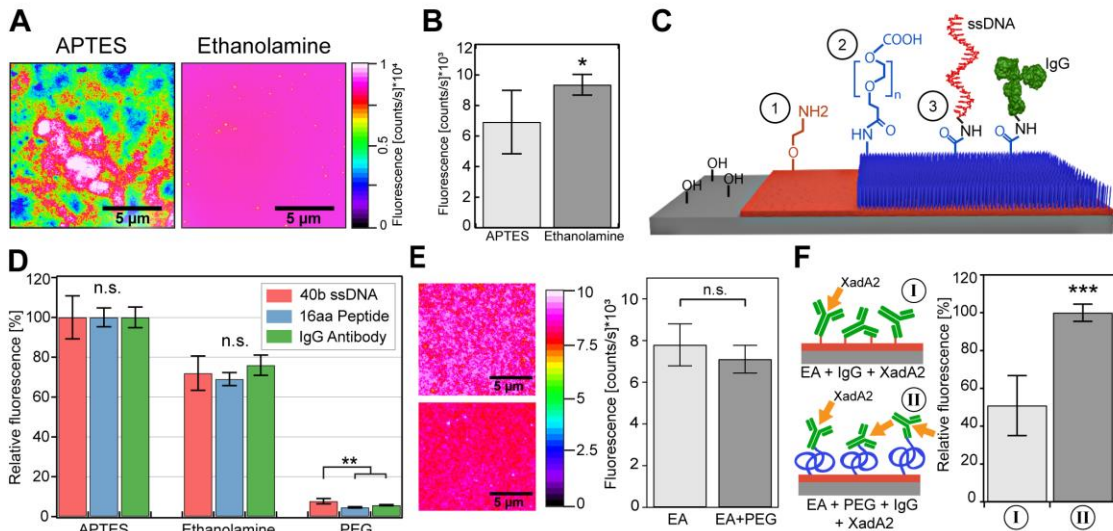 A
APTES
Ethanolamine
5 µm
5 µm
1
0.5
0
Fluorescence [counts/s]*10⁴
B
Fluorescence [counts/s]*10³
12
10
8
6
9
2
0
*
APTES
Ethanolamine
C
OH
OH
OH
1
NH2
O
2
COOH
O
O
n
O
HN
3
ssDNA
NH
O
IgG
NH
O
D
Relative fluorescence [%]
120
100
80
60
40
20
0
n.s.
n.s.
**
40b ssDNA
16aa Peptide
IgG Antibody
APTES
Ethanolamine
PEG
E
5 µm
5 µm
10
7.5
5
2.5
0
Fluorescence [counts/s]*10³
8
6
4
2
0
n.s.
EA
EA+PEG
F
XadA2
I
EA + IgG + XadA2
II
XadA2
EA + PEG + IgG
+ XadA2
Relative fluorescence [%]
120
100
80
60
40
20
0
***
I
II